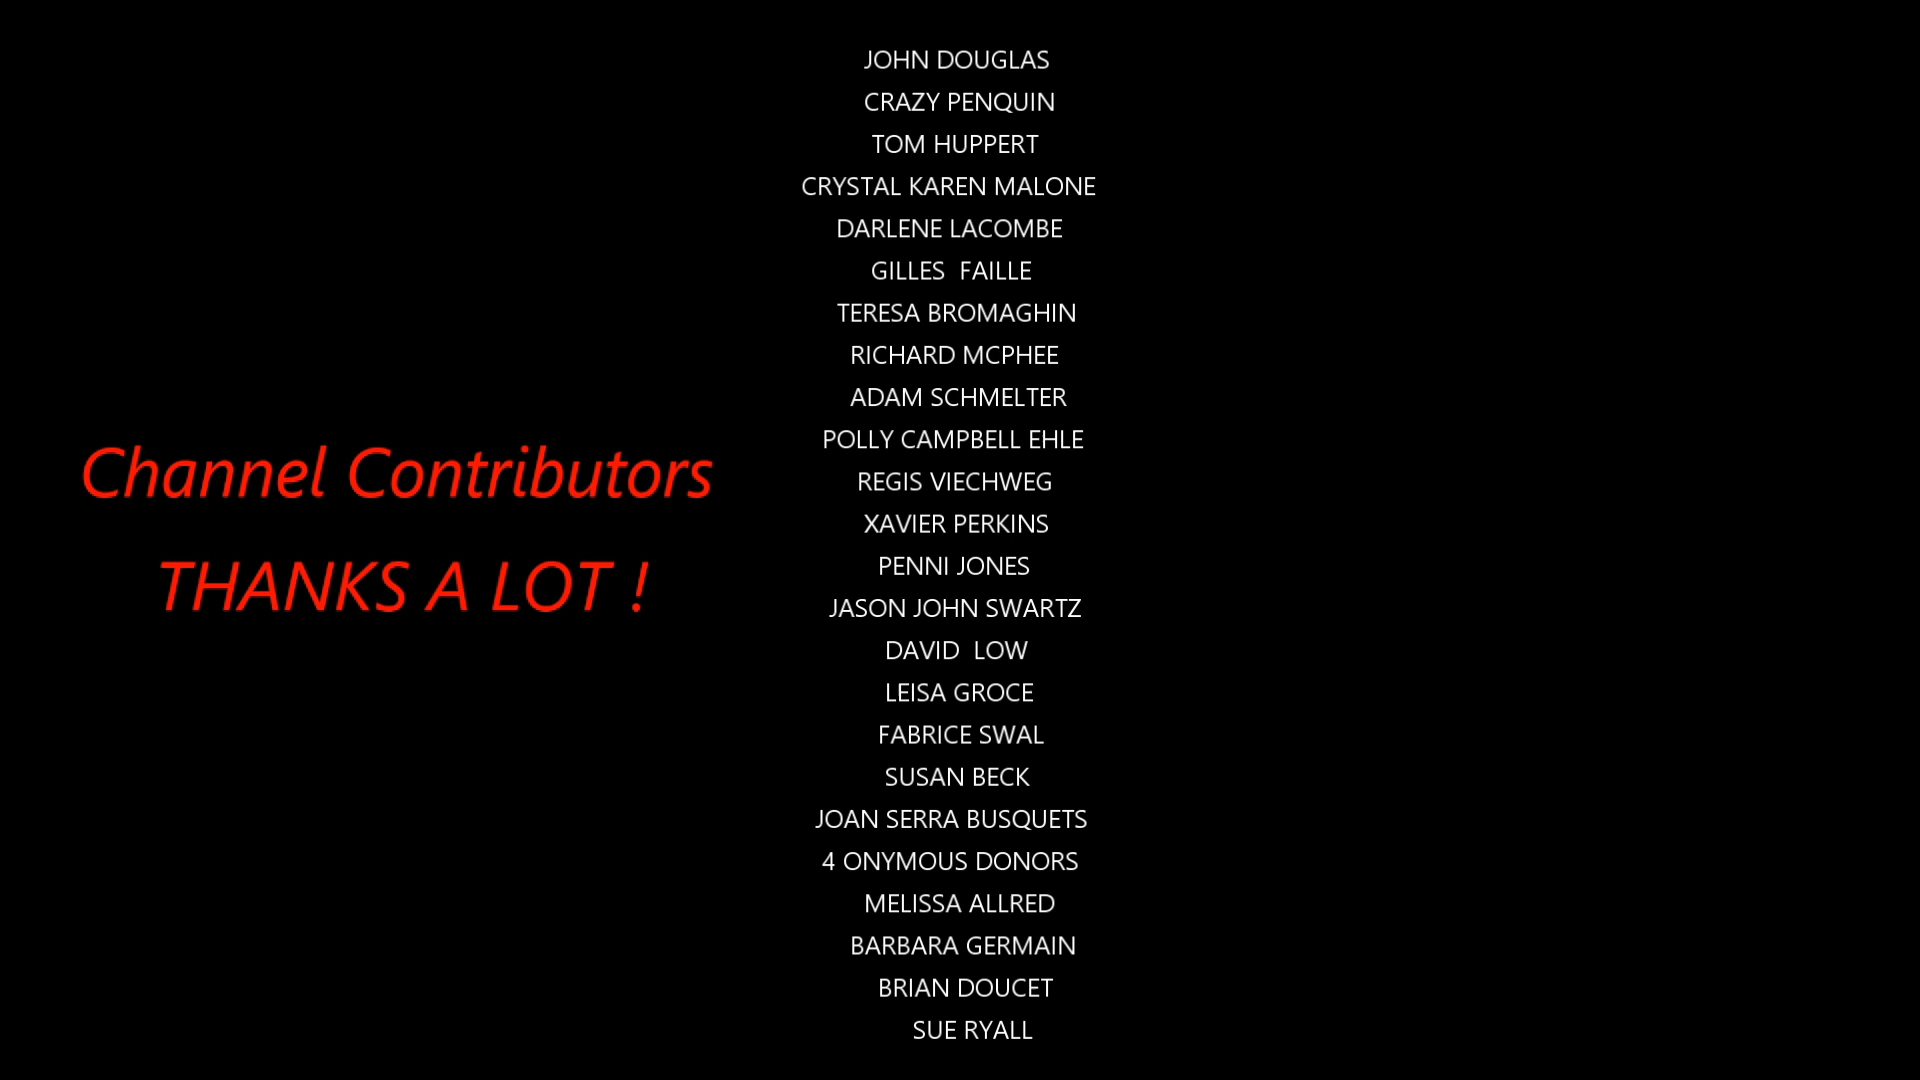 Channel Contributors
THANKS A LOT !
JOHN DOUGLAS
CRAZY PENQUIN
TOM HUPPERT
CRYSTAL KAREN MALONE
DARLENE LACOMBE
GILLES  FAILLE
TERESA BROMAGHIN
RICHARD MCPHEE
ADAM SCHMELTER
POLLY CAMPBELL EHLE
REGIS VIECHWEG
XAVIER PERKINS
PENNI JONES
JASON JOHN SWARTZ
DAVID  LOW
LEISA GROCE
FABRICE SWAL
SUSAN BECK
JOAN SERRA BUSQUETS
4 ONYMOUS DONORS
MELISSA ALLRED
BARBARA GERMAIN
BRIAN DOUCET
SUE RYALL